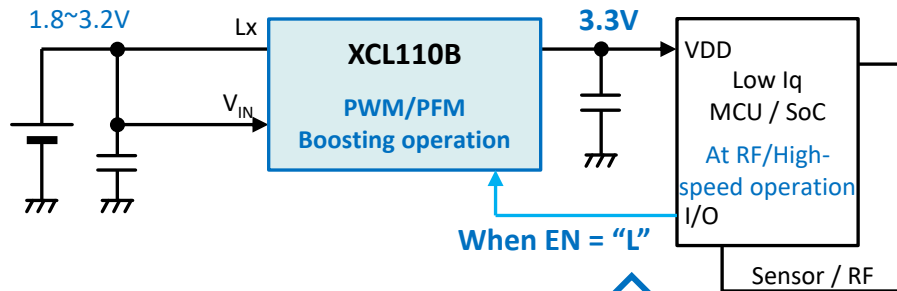 1.8~3.2V
Lx
XCL110B
3.3V
VDD
Low Iq
MCU / SoC
VIN
PWM/PFM
Boosting operation
At RF/High-
speed operation
I/O
When EN = “L”
Sensor / RF